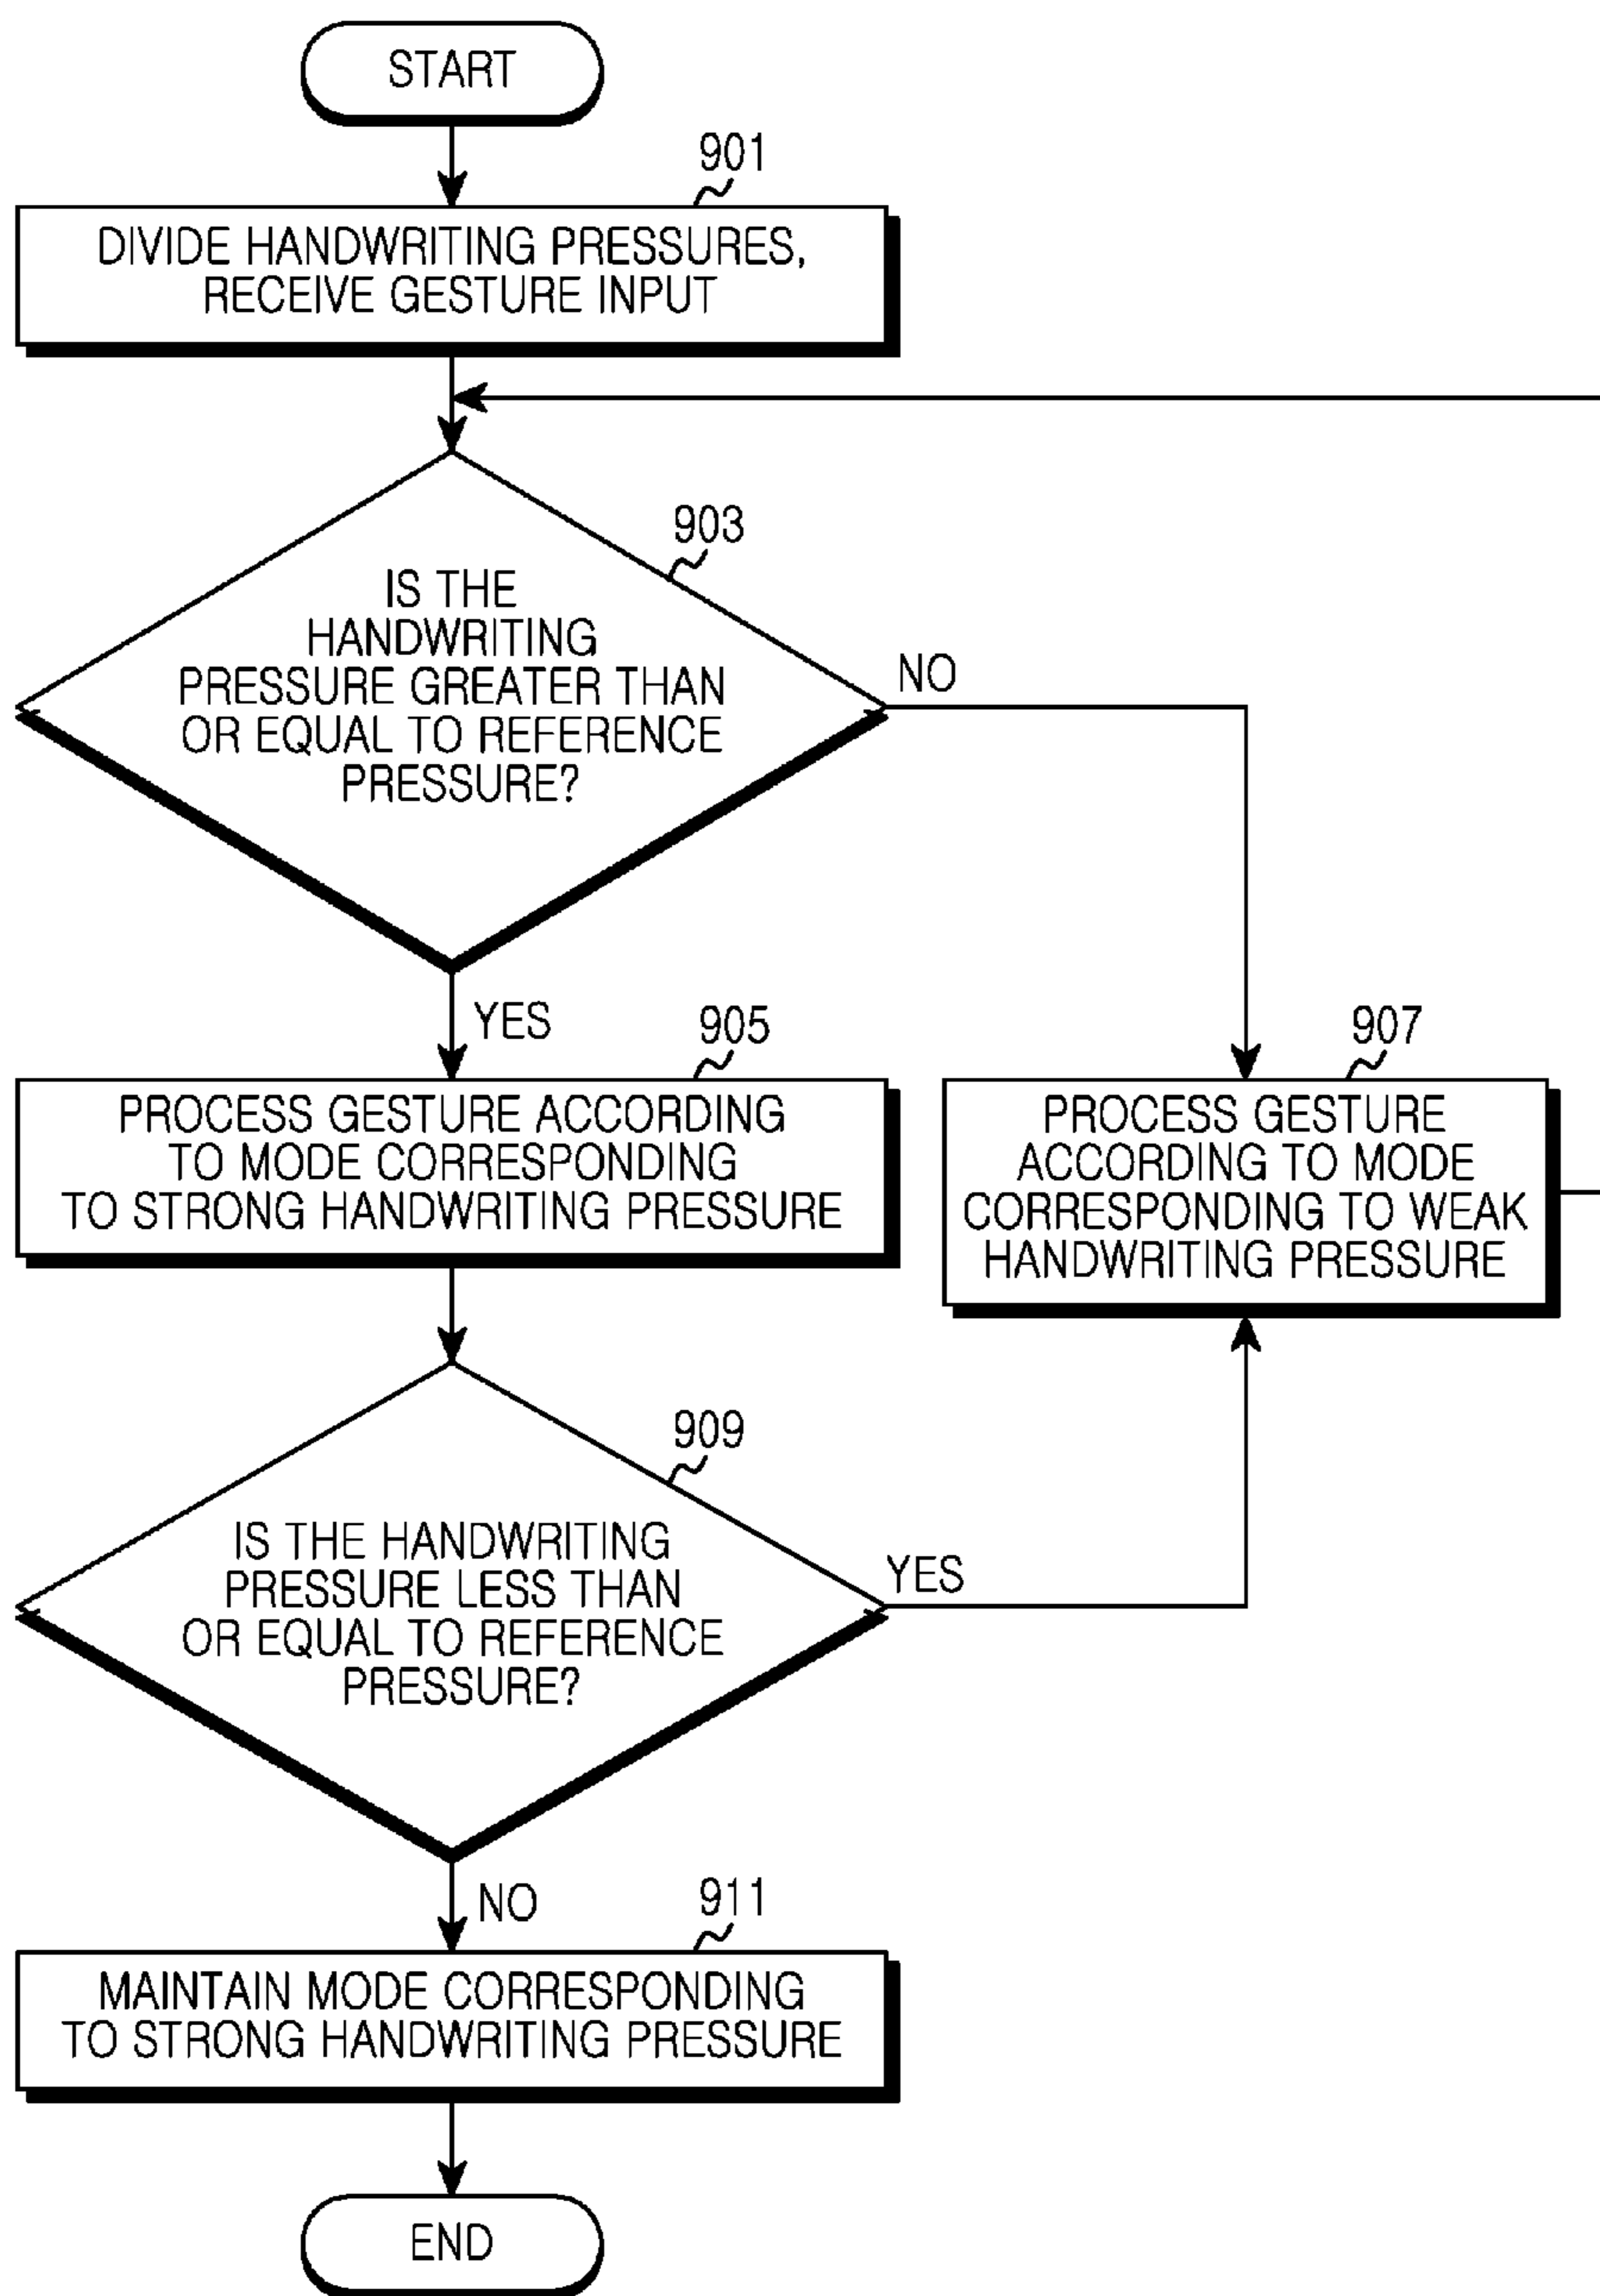 START
901
DIVIDE HANDWRITING PRESSURES,
RECEIVE GESTURE INPUT
903
IS THE
HANDWRITING
PRESSURE GREATER THAN
OR EQUAL TO REFERENCE
PRESSURE?
NO
YES
905
PROCESS GESTURE ACCORDING
TO MODE CORRESPONDING
TO STRONG HANDWRITING PRESSURE
907
PROCESS GESTURE
ACCORDING TO MODE
CORRESPONDING TO WEAK
HANDWRITING PRESSURE
909
IS THE HANDWRITING
PRESSURE LESS THAN
OR EQUAL TO REFERENCE
PRESSURE?
YES
NO
911
MAINTAIN MODE CORRESPONDING
TO STRONG HANDWRITING PRESSURE
END